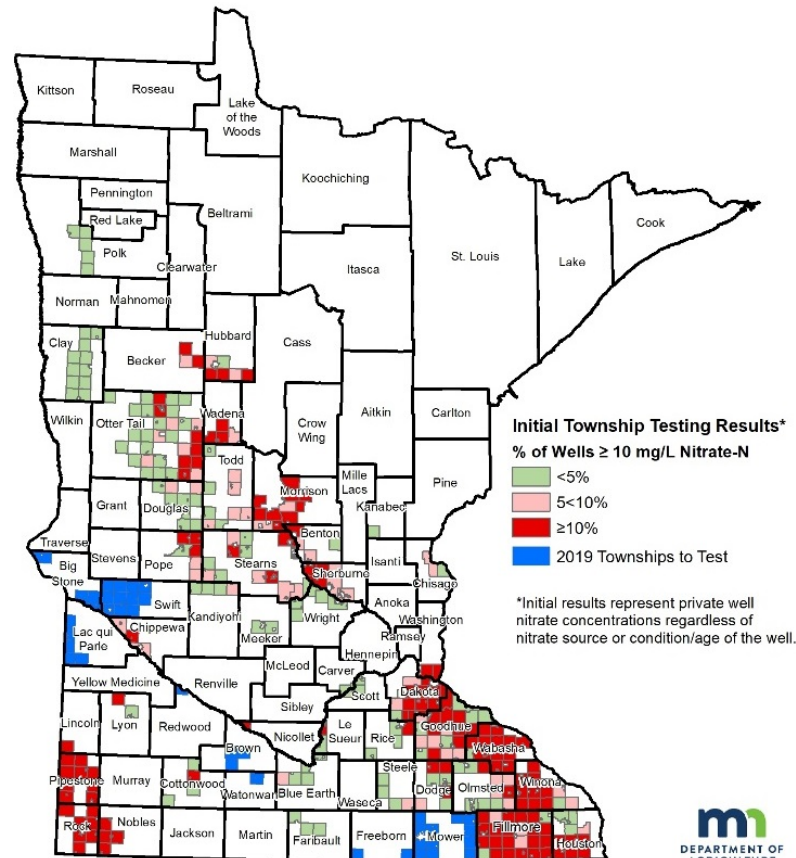 Kittson
Roseau
Lake
of the
Woods
Marshall
Koochiching
Pennington
Red Lake
Beltrami
Cook
Polk
St. Louis
Lake
Clearwater
Itasca
Norman
Mahnomen
Clay
Becker
Hubbard
Cass
Wilkin
Otter Tail
Wadena
Crow
Wing
Aitkin
Carlton
Todd
Mille
Lacs
Pine
Grant
Douglas
Morrison
Kanabec
Traverse
Stevens
Pope
Stearns
Benton
Isanti
Big
Stone
Swift
Sherburne
Chisago
Kandiyohi
Anoka
Lac qui
Parle
Chippewa
Meeker
Wright
Washington
Ramsey
Hennepin
Yellow Medicine
Renville
McLeod
Carver
Scott
Dakota
Sibley
Lincoln
Lyon
Redwood
Nicollet
Le
Sueur
Rice
Goodhue
Wabasha
Brown
Pipestone
Murray
Cottonwood
Watonwan
Blue Earth
Waseca
Steele
Dodge
Olmsted
Winona
Rock
Nobles
Jackson
Martin
Faribault
Freeborn
Mower
Fillmore
Houston
Initial Township Testing Results*
% of Wells ≥ 10 mg/L Nitrate-N
<5%
5<10%
≥10%
2019 Townships to Test
*Initial results represent private well
nitrate concentrations regardless of
nitrate source or condition/age of the well.
DEPARTMENT OF